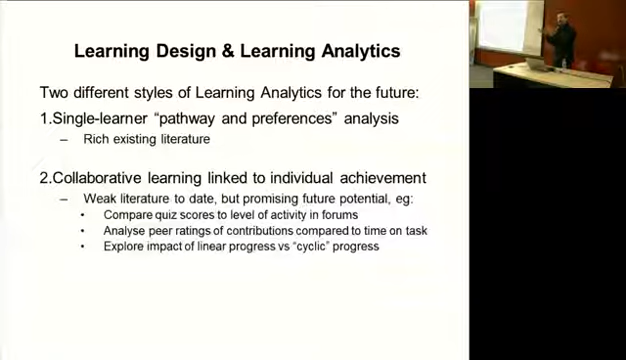 Learning Design & Learning Analytics
Two different styles of Learning Analytics for the future:
1.Single-learner “pathway and preferences” analysis
– Rich existing literature
2.Collaborative learning linked to individual achievement
– Weak literature to date, but promising future potential, eg:
• Compare quiz scores to level of activity in forums
• Analyse peer ratings of contributions compared to time on task
• Explore impact of linear progress vs “cyclic” progress